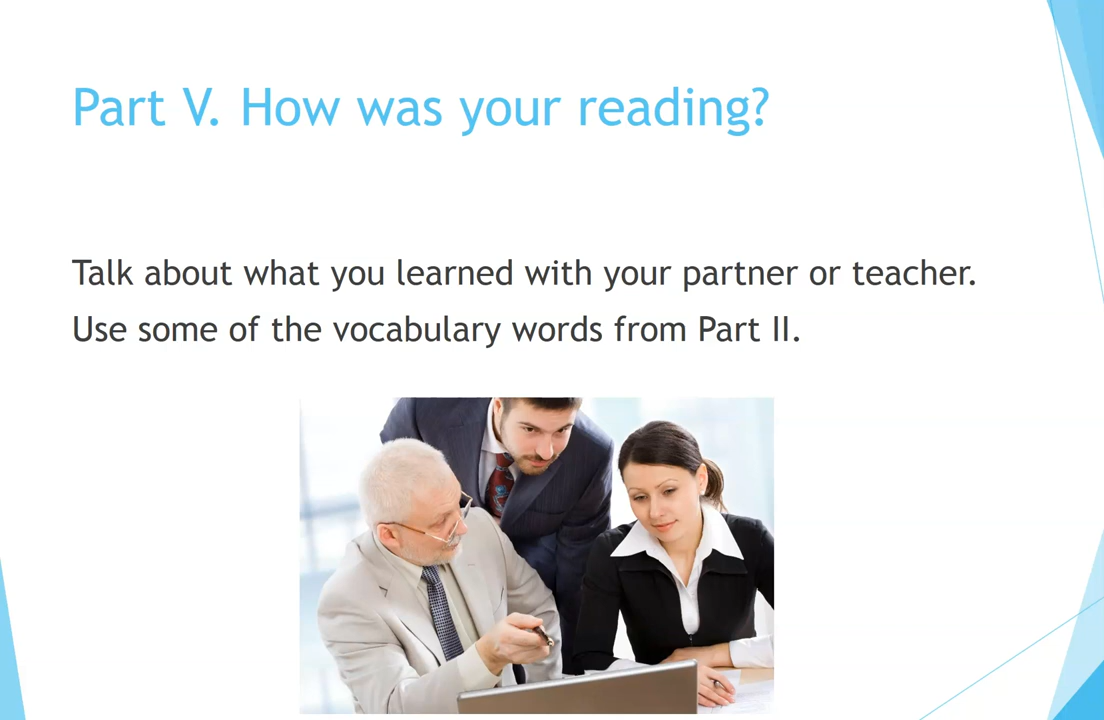 Part V. How was your reading?
Talk about what you learned with your partner or teacher.
Use some of the vocabulary words from Part II.